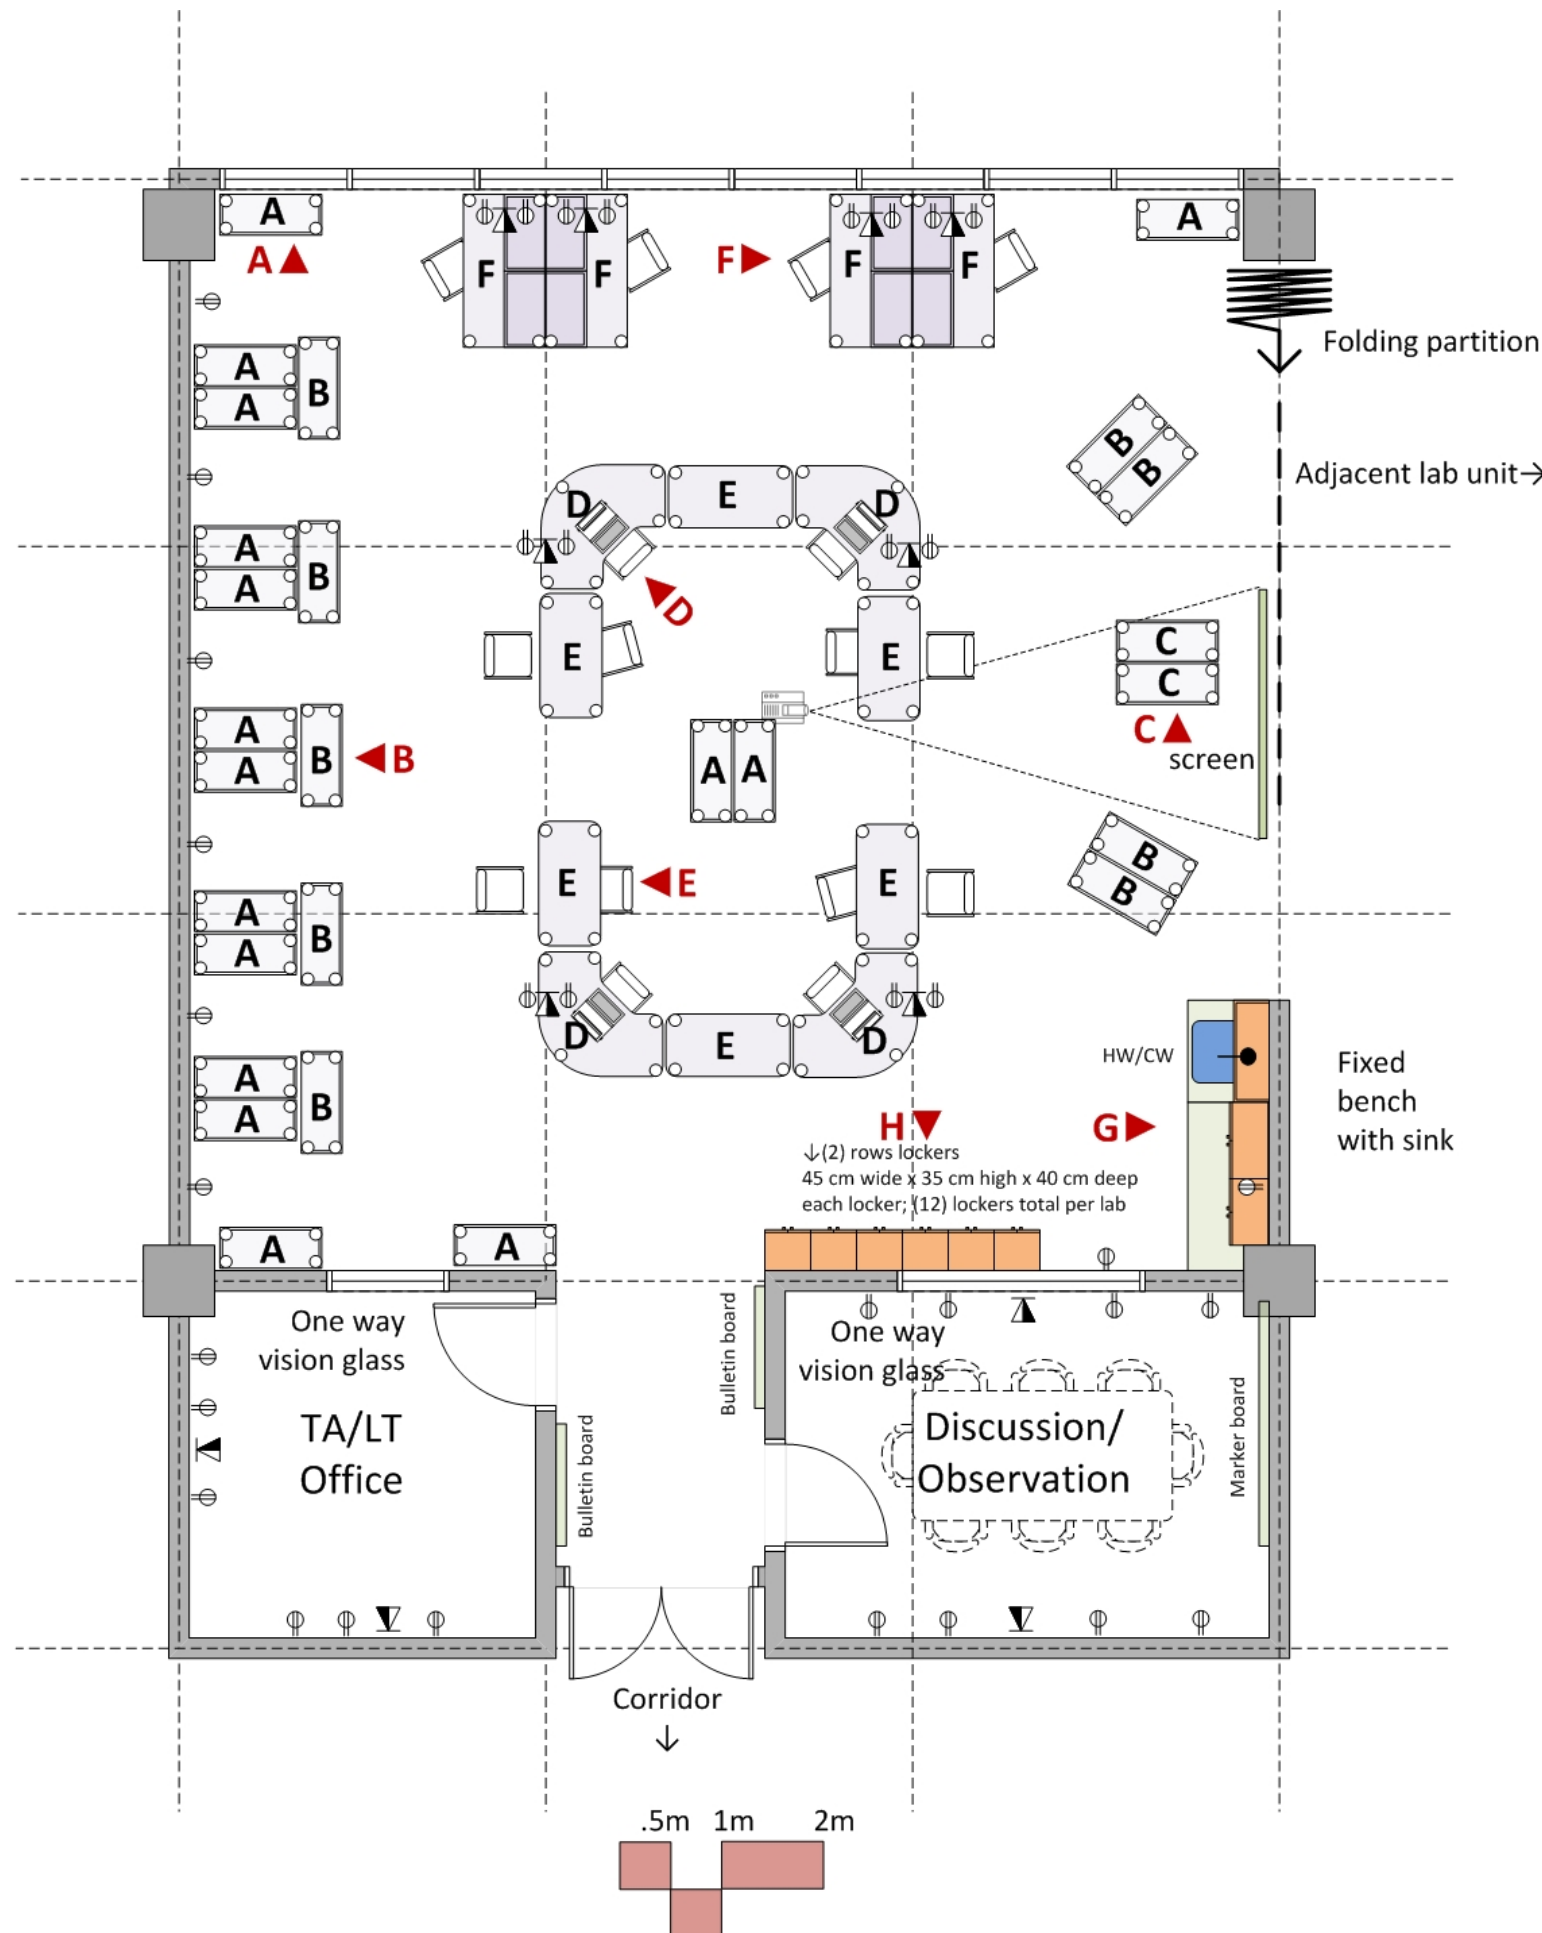 A
A
A
F
F
F
F
F
Folding partition
A
A
B
B
B
Adjacent lab unit→
D
E
D
A
A
B
D
E
E
C
C
C
screen
A
A
B
B
A
A
E
E
E
B
B
A
A
B
D
E
D
HW/CW
Fixed
bench
with sink
A
A
B
H
G
↓(2) rows lockers
45 cm wide x 35 cm high x 40 cm deep
each locker; (12) lockers total per lab
A
A
One way
vision glass
TA/LT
Office
Bulletin board
Bulletin board
One way
vision glass
Discussion/
Observation
Marker board
Corridor
↓
.5m 1m 2m